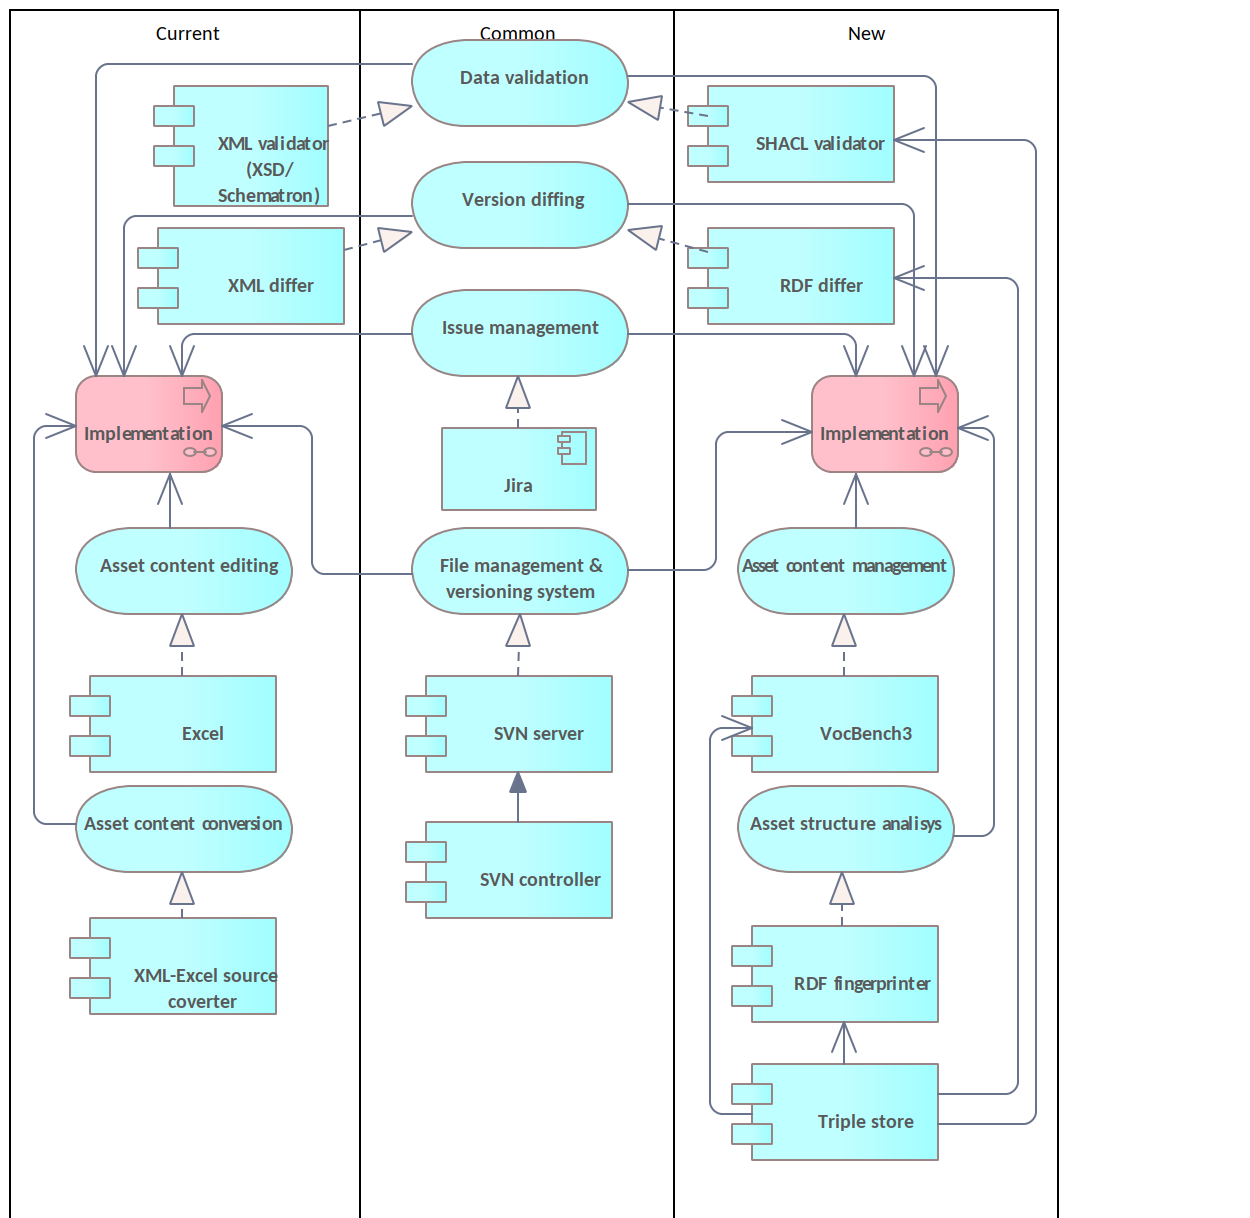 Current
Common
New
Data validation
XML validator
(XSD/
Schematron)
SHACL validator
Version diffing
XML differ
RDF differ
Issue management
Implementation
Implementation
Jira
Asset content editing
File management &
versioning system
Asset content management
Excel
SVN server
VocBench3
Asset content conversion
Asset structure analisys
SVN controller
XML-Excel source
coverter
RDF fingerprinter
Triple store